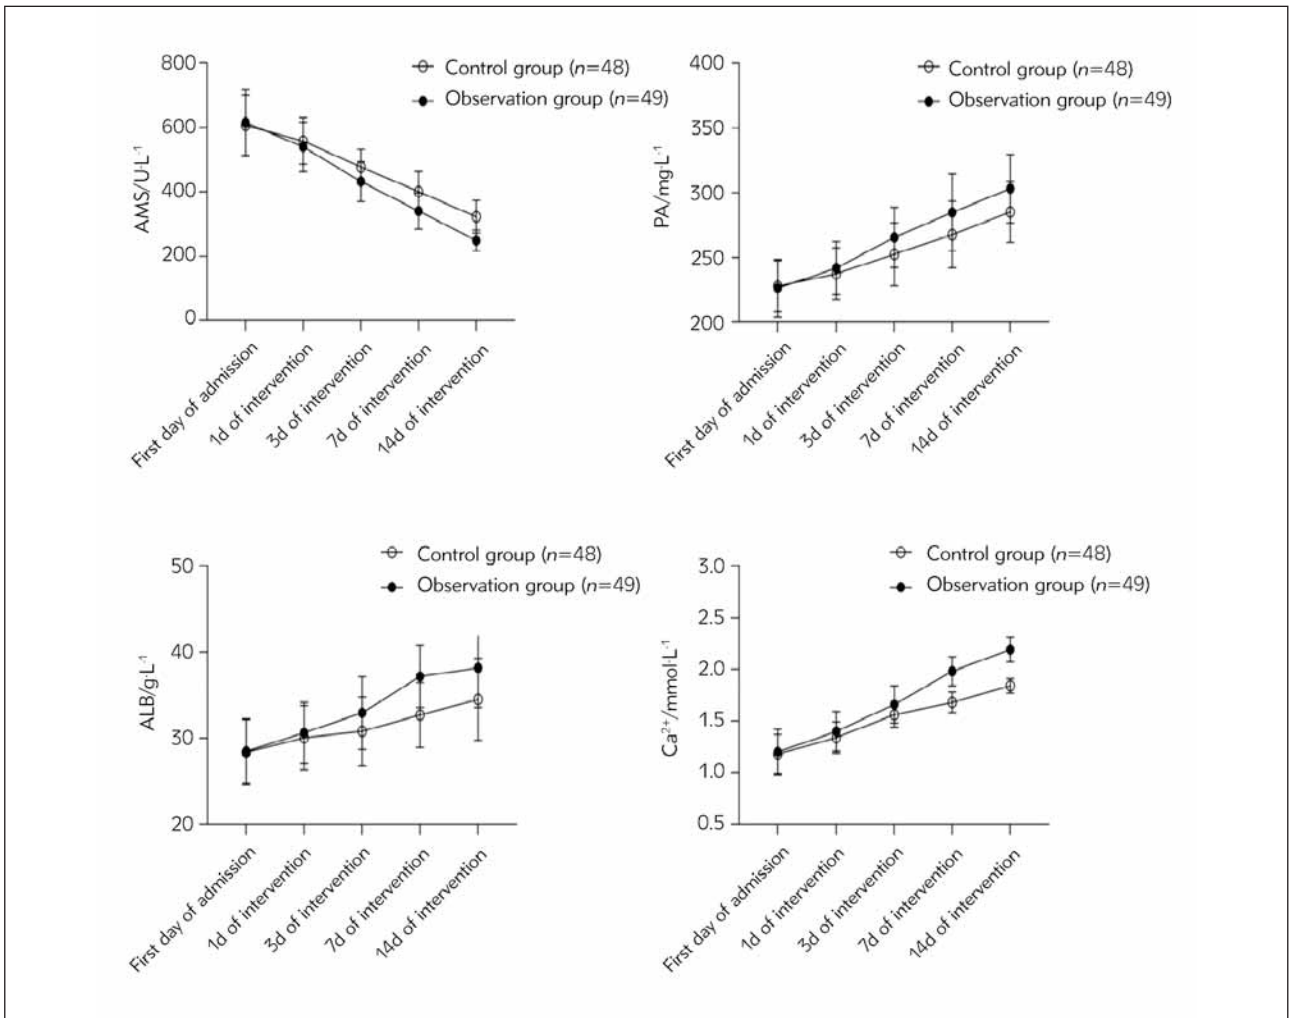 800
600
400
200
0
AMS/U·L⁻¹
Control group (n=48)
Observation group (n=49)
First day of admission
1d of intervention
3d of intervention
7d of intervention
14d of intervention
400
350
300
250
200
PA/mg·L⁻¹
Control group (n=48)
Observation group (n=49)
First day of admission
1d of intervention
3d of intervention
7d of intervention
14d of intervention
50
40
30
20
ALB/g·L⁻¹
Control group (n=48)
Observation group (n=49)
First day of admission
1d of intervention
3d of intervention
7d of intervention
14d of intervention
3.0
2.5
2.0
1.5
1.0
0.5
Ca²⁺/mmol·L⁻¹
Control group (n=48)
Observation group (n=49)
First day of admission
1d of intervention
3d of intervention
7d of intervention
14d of intervention